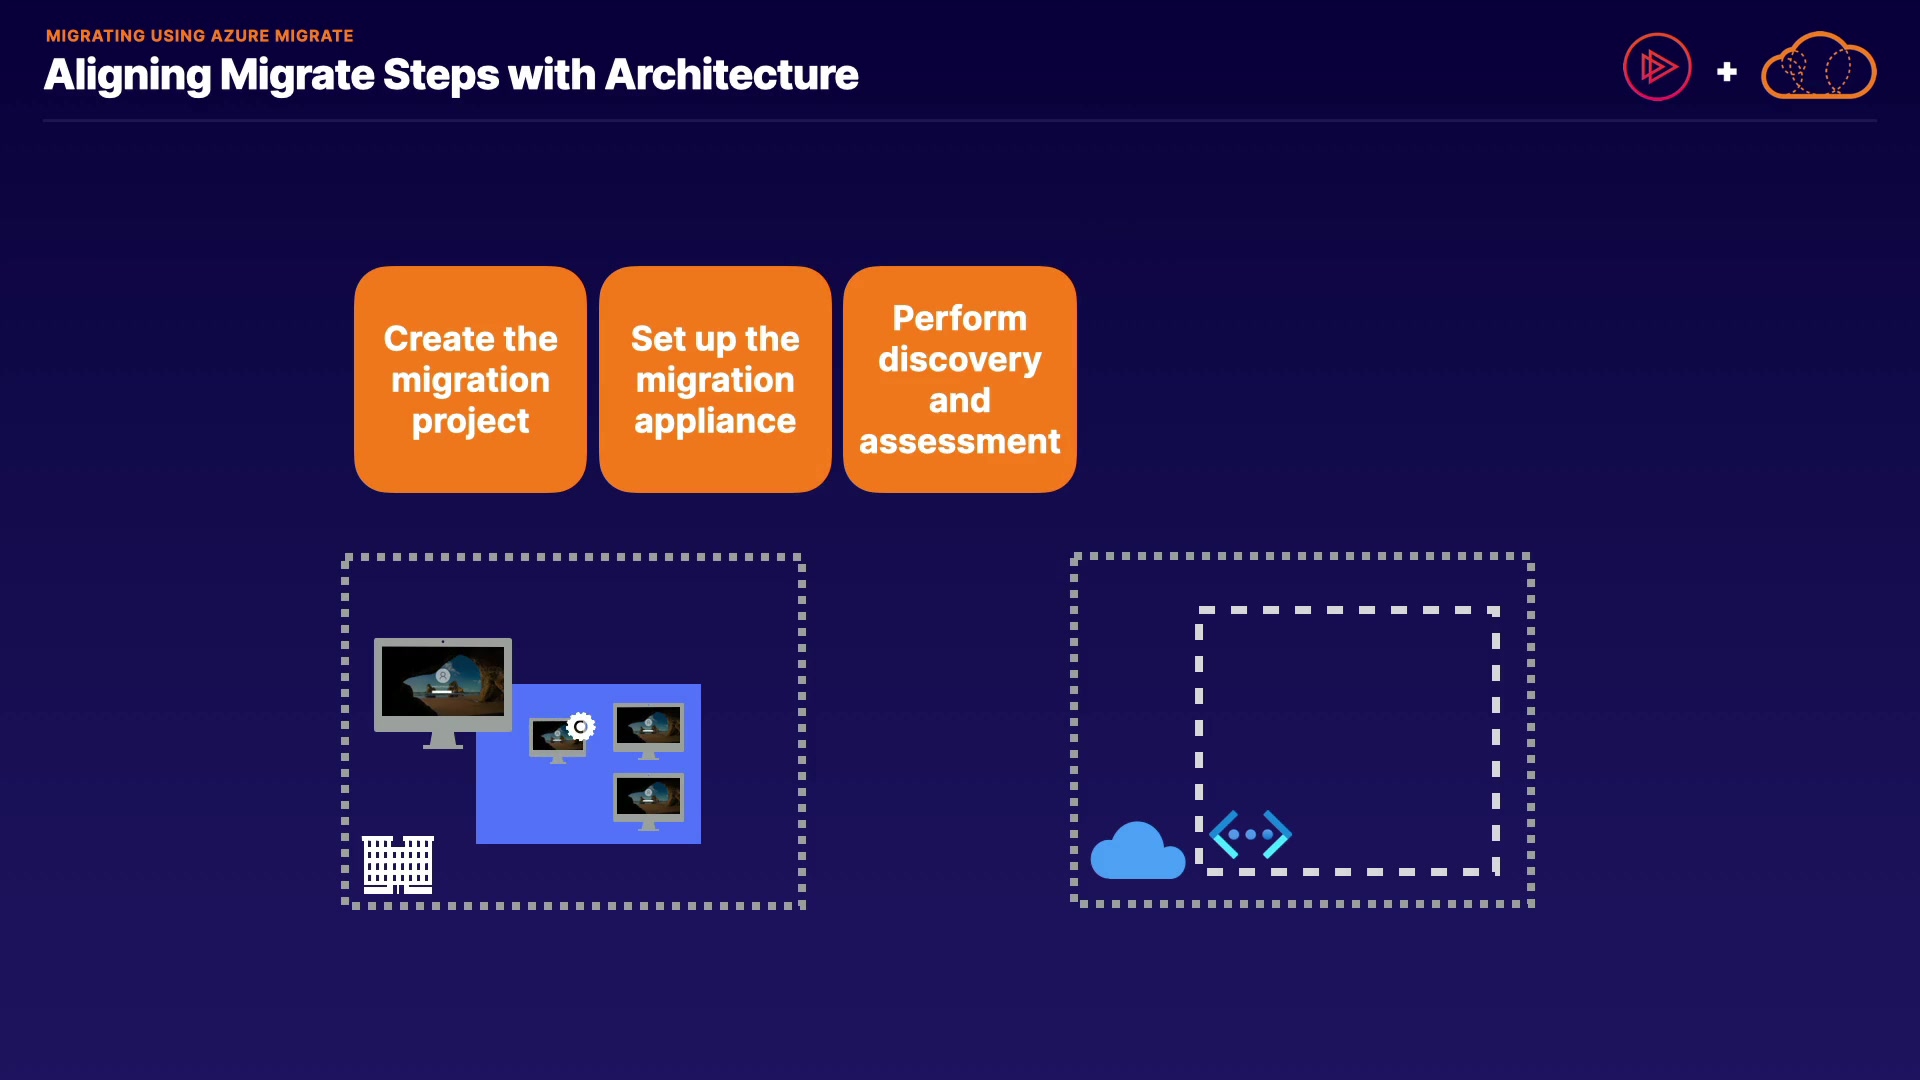 MIGRATING USING AZURE MIGRATE
Aligning Migrate Steps with Architecture
Create the
migration
project
Set up the
migration
appliance
Perform
discovery
and
assessment